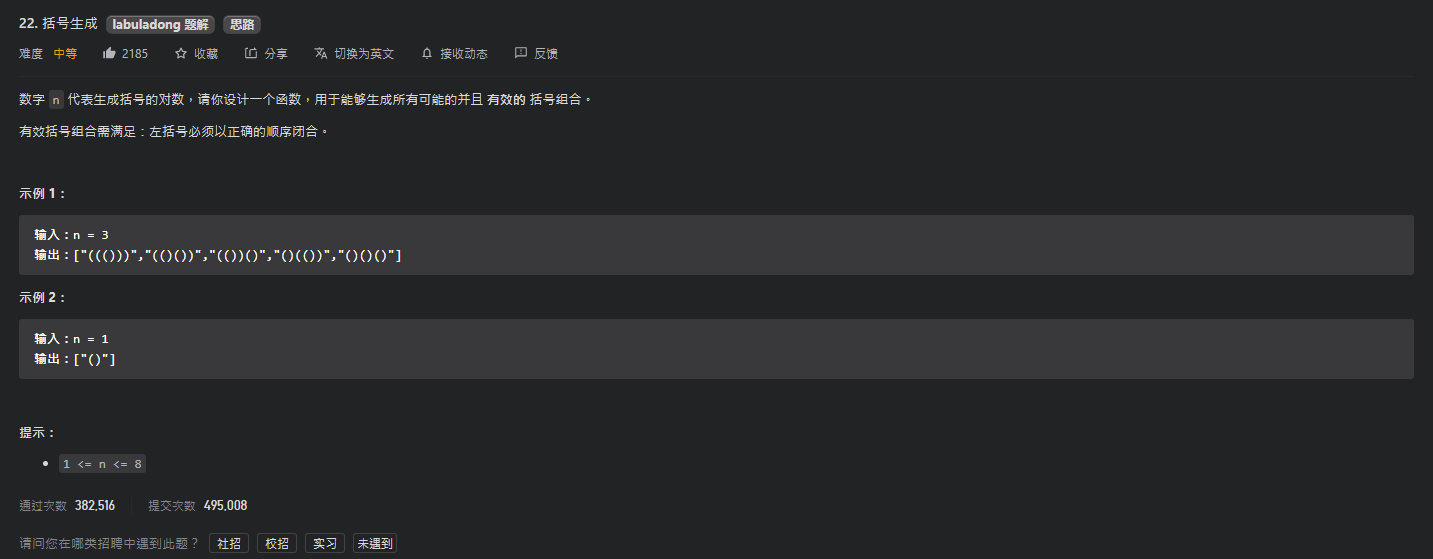 22. 括号生成 labuladong 题解 思路
难度 中等 2185 收藏 分享 切换为英文 接收动态 反馈
数字 n 代表生成括号的对数，请你设计一个函数，用于能够生成所有可能的并且 有效的 括号组合。
有效括号组合需满足：左括号必须以正确的顺序闭合。
示例 1：
输入：n = 3
输出：["((()))","(()())","(())()","()(())","()()()"]
示例 2：
输入：n = 1
输出：["()"]
提示：
1 <= n <= 8
通过次数 382,516 提交次数 495,008
请问您在哪类招聘中遇到此题？ 社招 校招 实习 未遇到